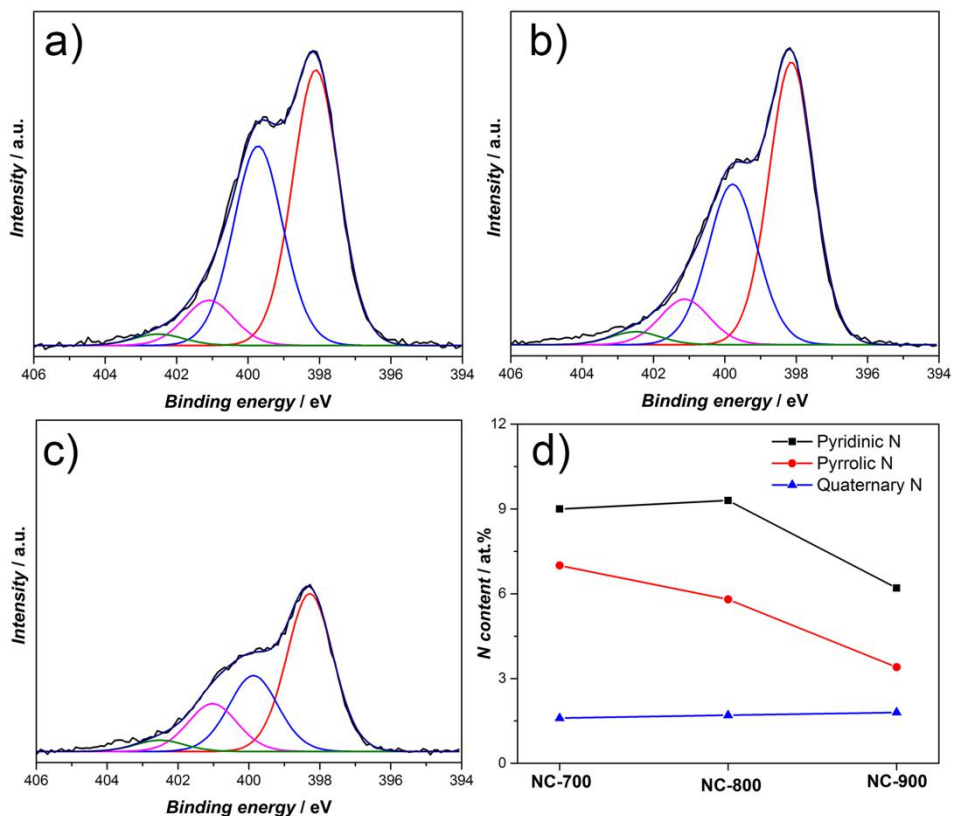 a)
Intensity / a.u.
406 404 402 400 398 396 394
Binding energy / eV
b)
Intensity / a.u.
406 404 402 400 398 396 394
Binding energy / eV
c)
Intensity / a.u.
406 404 402 400 398 396 394
Binding energy / eV
d)
Pyridinic N
Pyrrolic N
Quaternary N
N content / at.%
12
9
6
3
0
NC-700 NC-800 NC-900